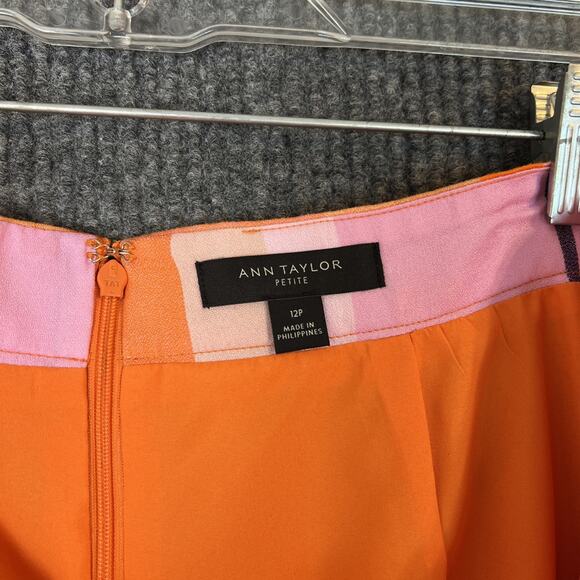 ANN TAYLOR
PETITE
12P
MADE IN
PHILIPPINES